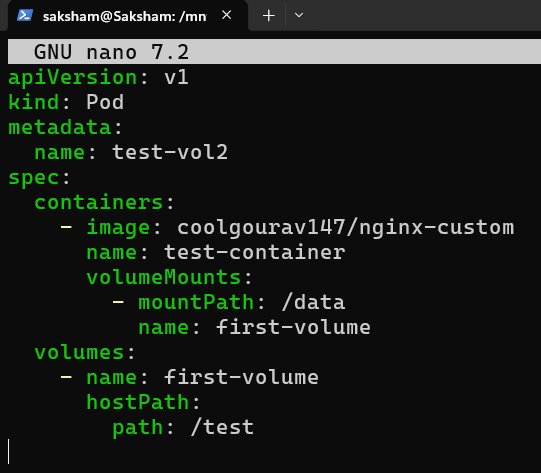 saksham@Saksham: /mn
GNU nano 7.2
apiVersion: v1
kind: Pod
metadata:
  name: test-vol2
spec:
  containers:
    - image: coolgourav147/nginx-custom
      name: test-container
      volumeMounts:
        - mountPath: /data
          name: first-volume
  volumes:
    - name: first-volume
      hostPath:
        path: /test